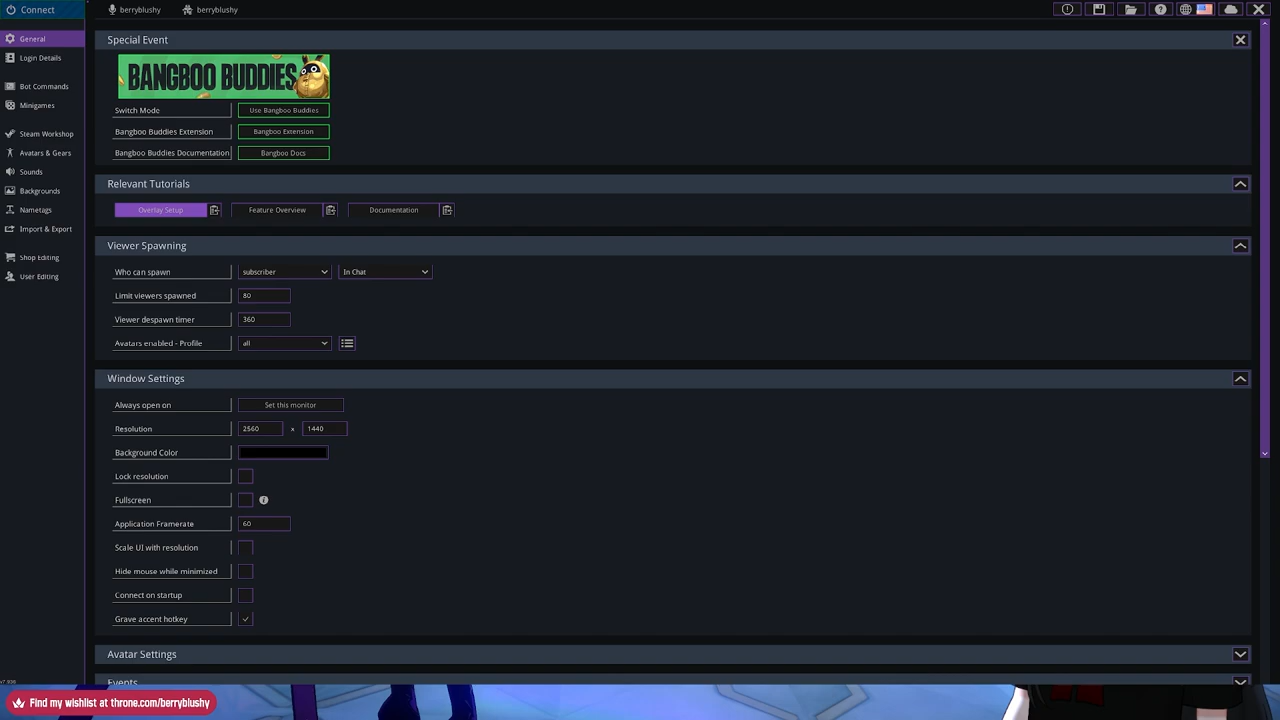 Connect
berryblushy
berryblushy
General
Login Details
Bot Commands
Minigames
Steam Workshop
Avatars & Gears
Sounds
Backgrounds
Nametags
Import & Export
Shop Editing
User Editing
Special Event
BANGBOO BUDDIES
Switch Mode
Use Bangboo Buddies
Bangboo Buddies Extension
Bangboo Extension
Bangboo Buddies Documentation
Bangboo Docs
Relevant Tutorials
Overlay Setup
Feature Overview
Documentation
Viewer Spawning
Who can spawn
subscriber
In Chat
Limit viewers spawned
80
Viewer despawn timer
360
Avatars enabled - Profile
all
Window Settings
Always open on
Set this monitor
Resolution
2560 x 1440
Background Color
Lock resolution
Fullscreen
Application Framerate
60
Scale UI with resolution
Hide mouse while minimized
Connect on startup
Grave accent hotkey
Avatar Settings
Events
Find my wishlist at throne.com/berryblushy